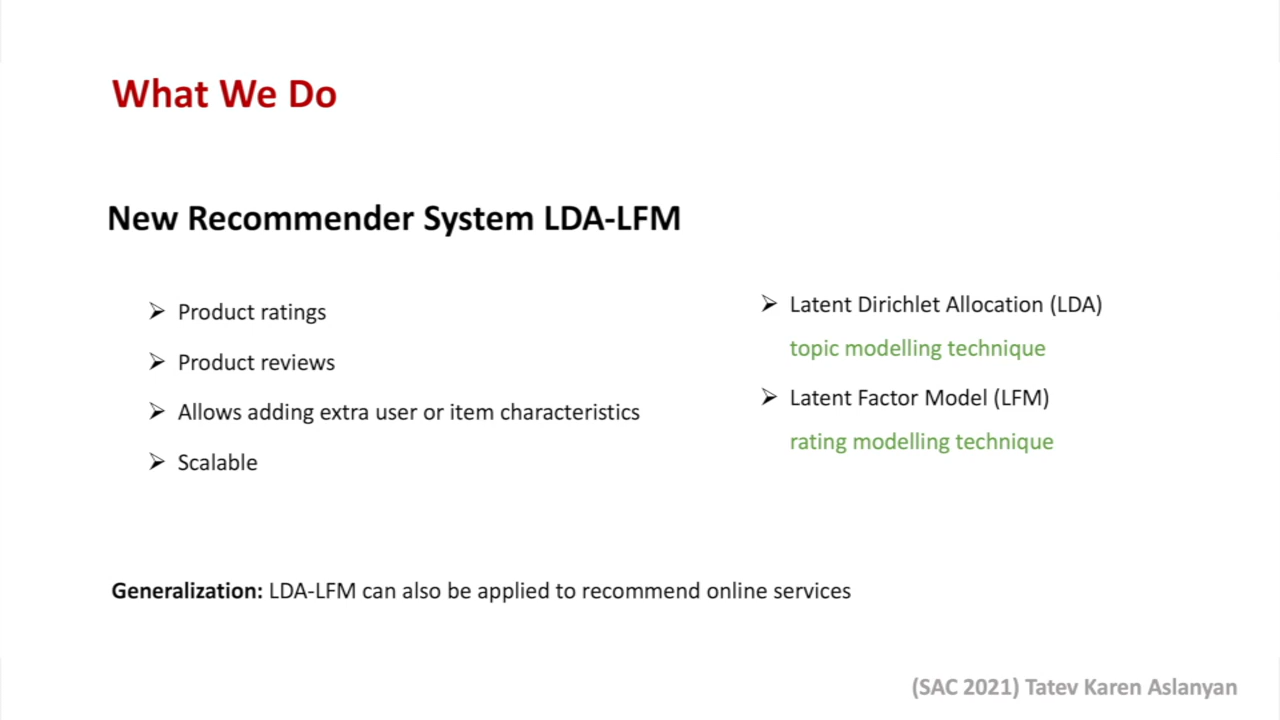 What We Do
New Recommender System LDA-LFM
Product ratings
Product reviews
Allows adding extra user or item characteristics
Scalable
Latent Dirichlet Allocation (LDA)
topic modelling technique
Latent Factor Model (LFM)
rating modelling technique
Generalization: LDA-LFM can also be applied to recommend online services
(SAC 2021) Tatev Karen Aslanyan